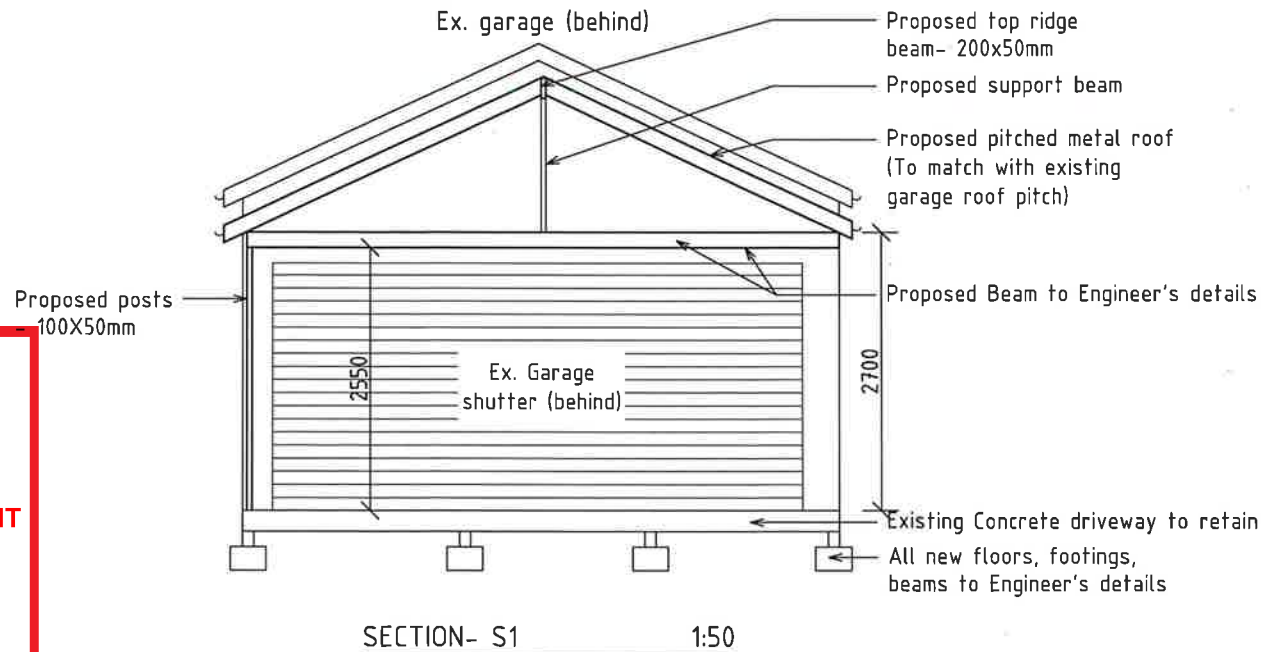 Ex. garage (behind)
Proposed top ridge
beam- 200x50mm
Proposed support beam
Proposed pitched metal roof
(To match with existing
garage roof pitch)
Proposed posts
- 100X50mm
2550
Ex. Garage
shutter (behind)
2700
Proposed Beam to Engineer's details
Existing Concrete driveway to retain
All new floors, footings,
beams to Engineer's details
SECTION- S1 1:50